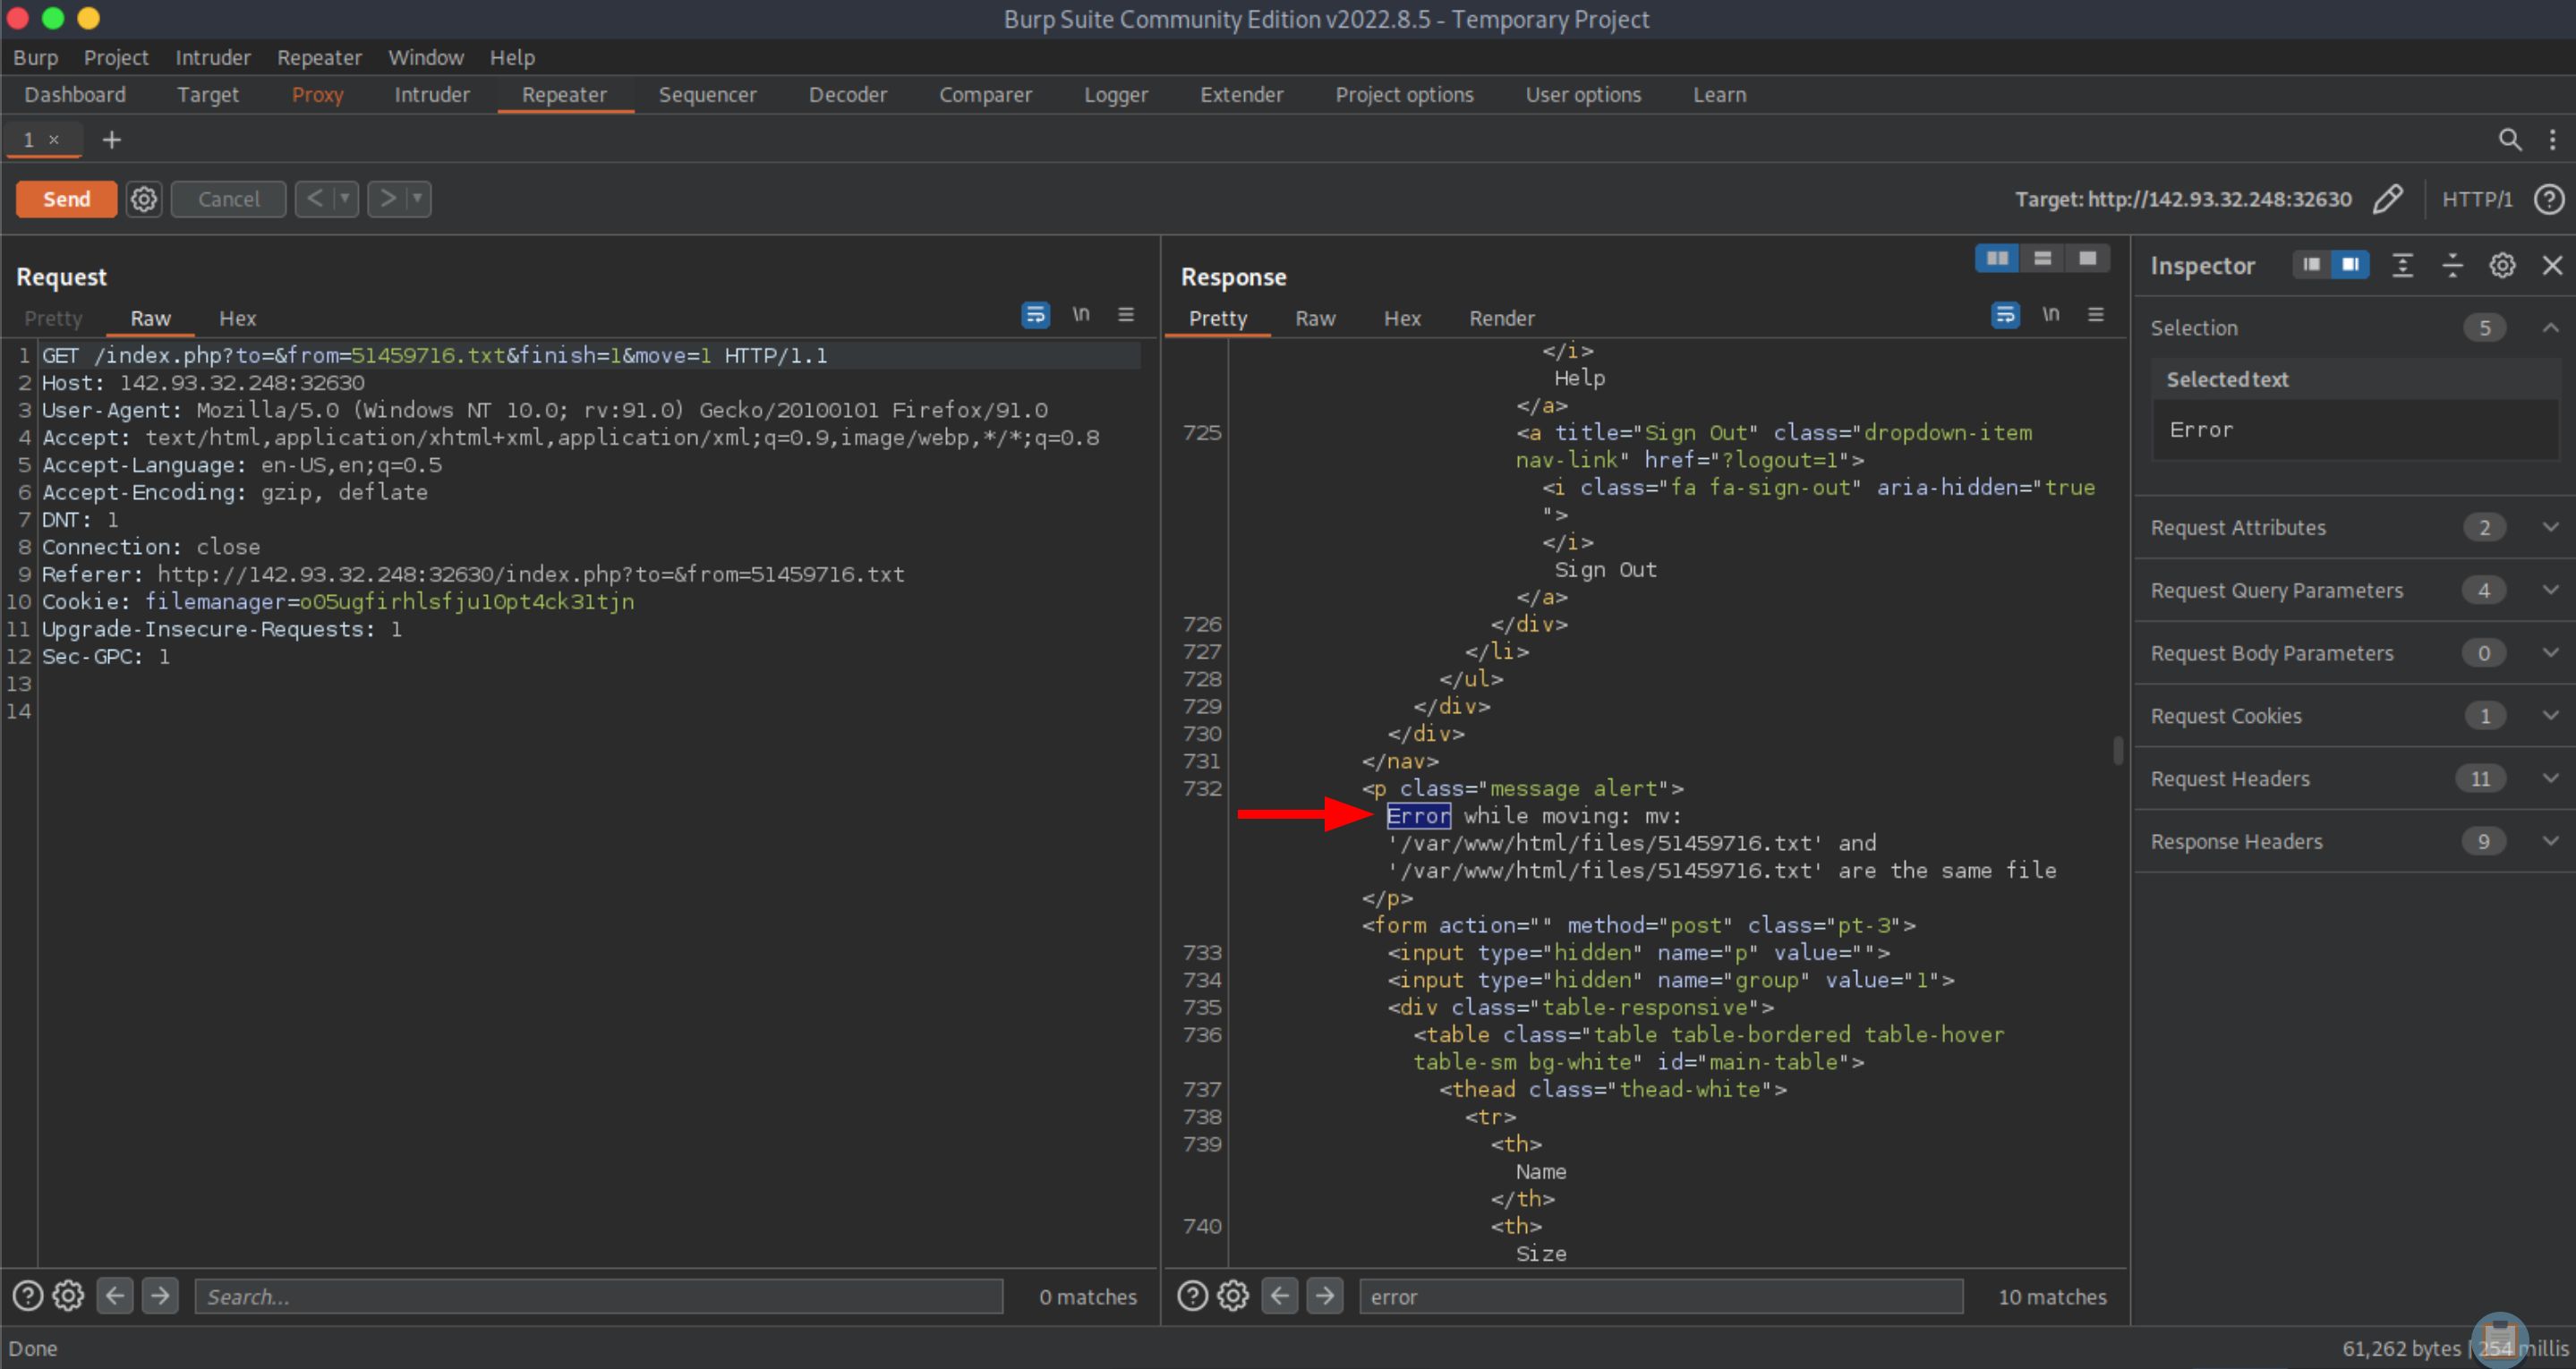 Burp Suite Community Edition v2022.8.5 - Temporary Project
Burp Project Intruder Repeater Window Help
Dashboard Target Proxy Intruder Repeater Sequencer Decoder Comparer Logger Extender Project options User options Learn
1 × +
Send Cancel < ▾ > ▾ Target: http://142.93.32.248:32630 HTTP/1 ?
Request
Pretty Raw Hex \n
1 GET /index.php?to=&from=51459716.txt&finish=1&move=1 HTTP/1.1
2 Host: 142.93.32.248:32630
3 User-Agent: Mozilla/5.0 (Windows NT 10.0; rv:91.0) Gecko/20100101 Firefox/91.0
4 Accept: text/html,application/xhtml+xml,application/xml;q=0.9,image/webp,*/*;q=0.8
5 Accept-Language: en-US,en;q=0.5
6 Accept-Encoding: gzip, deflate
7 DNT: 1
8 Connection: close
9 Referer: http://142.93.32.248:32630/index.php?to=&from=51459716.txt
10 Cookie: filemanager=o05ugfirhlsfju10pt4ck31tjn
11 Upgrade-Insecure-Requests: 1
12 Sec-GPC: 1
13
14
? Search... 0 matches
Response
Pretty Raw Hex Render \n
</i>
Help
</a>
725 <a title="Sign Out" class="dropdown-item
nav-link" href="?logout=1">
<i class="fa fa-sign-out" aria-hidden="true
">
</i>
Sign Out
</a>
726 </div>
727 </li>
728 </ul>
729 </div>
730 </div>
731 </nav>
732 <p class="message alert">
Error while moving: mv:
'/var/www/html/files/51459716.txt' and
'/var/www/html/files/51459716.txt' are the same file
</p>
<form action="" method="post" class="pt-3">
733 <input type="hidden" name="p" value="">
734 <input type="hidden" name="group" value="1">
735 <div class="table-responsive">
736 <table class="table table-bordered table-hover
table-sm bg-white" id="main-table">
737 <thead class="thead-white">
738 <tr>
739 <th>
Name
</th>
740 <th>
Size
? error 10 matches
Inspector
Selection 5
Selected text
Error
Request Attributes 2
Request Query Parameters 4
Request Body Parameters 0
Request Cookies 1
Request Headers 11
Response Headers 9
Done
61,262 bytes | 254 millis